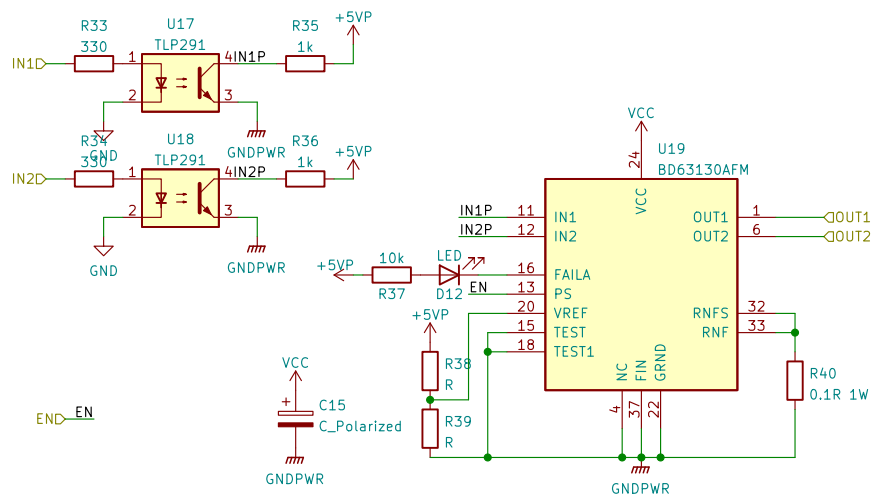 R33
330
U17
TLP291
R35
1k
+5VP
IN1
1
2
4
IN1P
3
GND
GNDPWR
R34
330
U18
TLP291
R36
1k
+5VP
IN2
1
2
4
IN2P
3
GND
GNDPWR
VCC
24
U19
BD63130AFM
VCC
IN1P
11
IN1
IN2P
12
IN2
OUT1
1
OUT1
OUT2
6
OUT2
+5VP
10k
R37
LED
D12
16
FAILA
EN
13
PS
20
VREF
15
TEST
18
TEST1
RNFS
32
RNF
33
+5VP
R38
R
R39
R
NC
FIN
GRND
4
37
22
R40
0.1R 1W
GNDPWR
VCC
+
C15
C_Polarized
GNDPWR
EN
EN